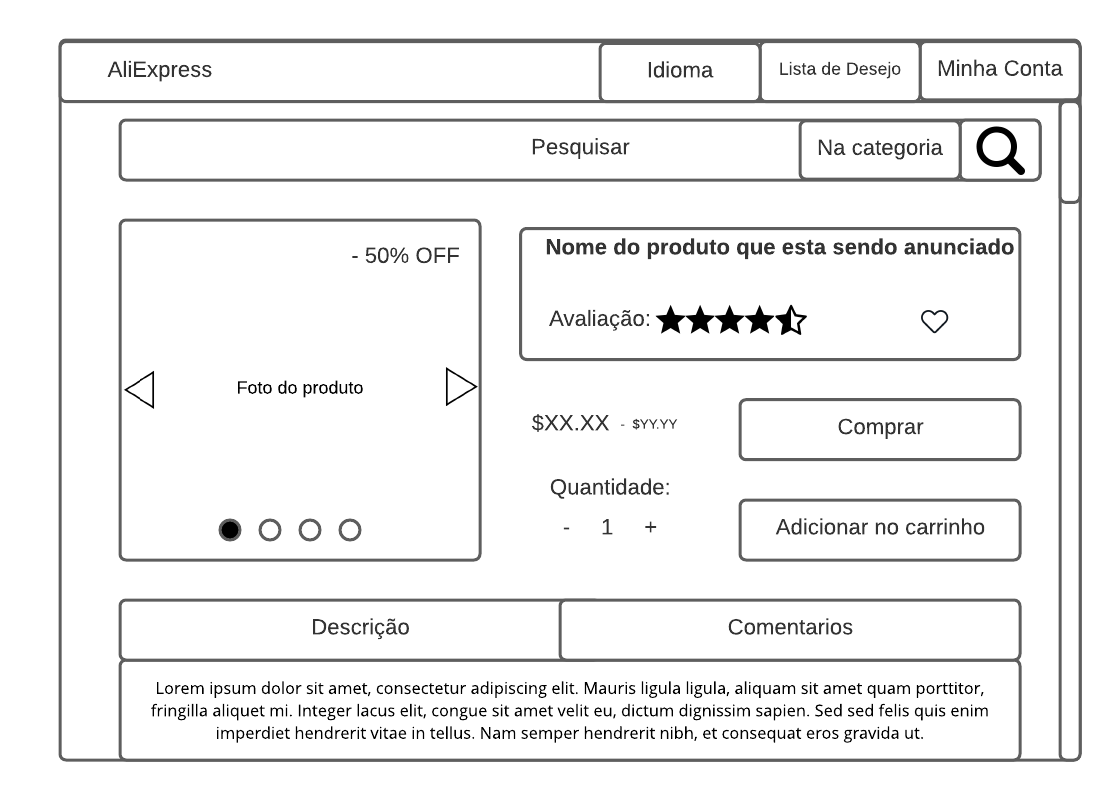 AliExpress
Idioma
Lista de Desejo
Minha Conta
Pesquisar
Na categoria
- 50% OFF
Foto do produto
Nome do produto que esta sendo anunciado
Avaliação:
$XX.XX - $YY.YY
Comprar
Quantidade:
- 1 +
Adicionar no carrinho
Descrição
Comentarios
Lorem ipsum dolor sit amet, consectetur adipiscing elit. Mauris ligula ligula, aliquam sit amet quam porttitor,
fringilla aliquet mi. Integer lacus elit, congue sit amet velit eu, dictum dignissim sapien. Sed sed felis quis enim
imperdiet hendrerit vitae in tellus. Nam semper hendrerit nibh, et consequat eros gravida ut.